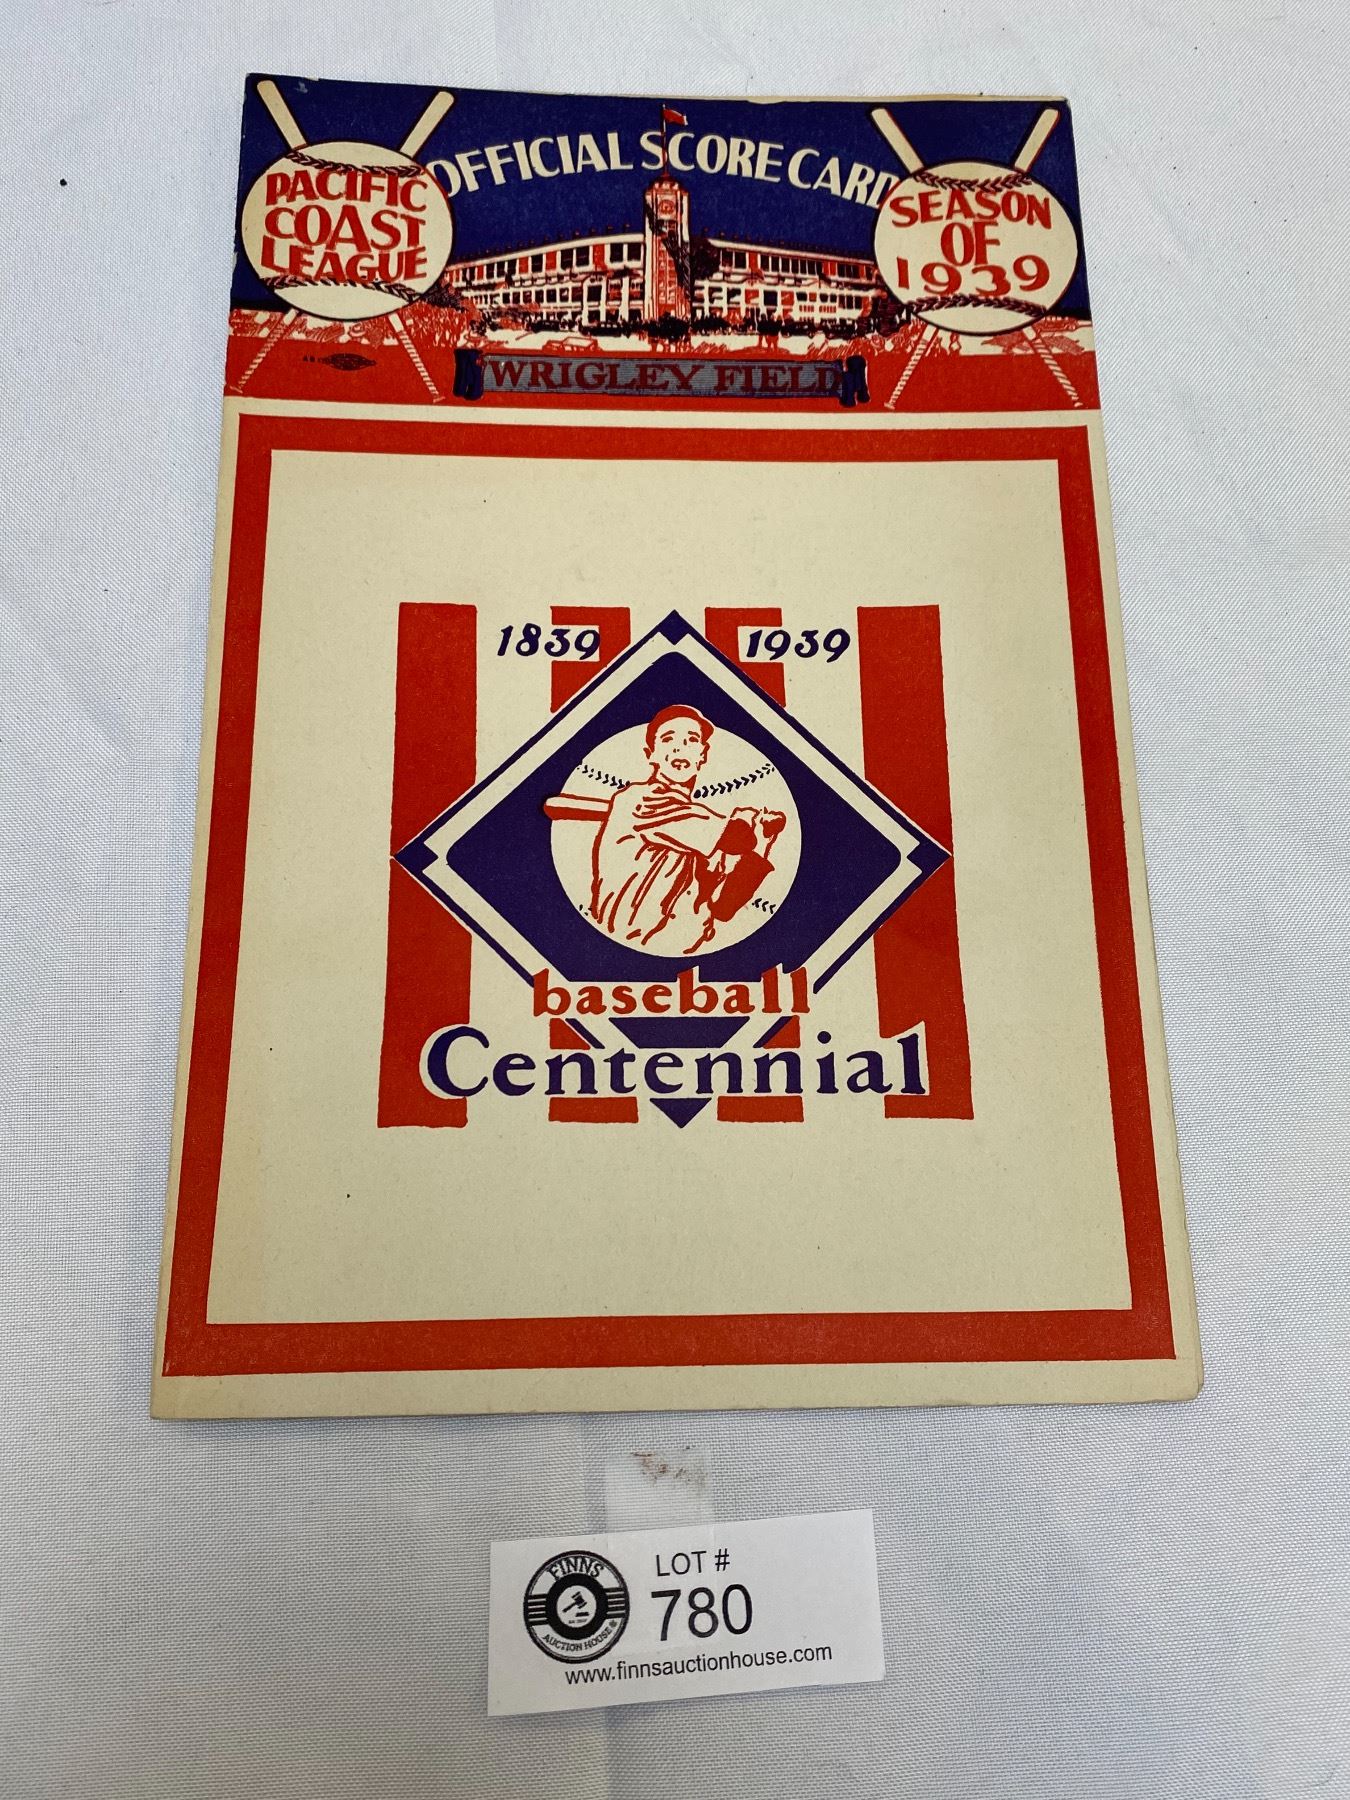 OFFICIAL SCORE CARD
PACIFIC
COAST
LEAGUE
SEASON
OF
1939
WRIGLEY FIELD
1839 1939
baseball
Centennial
FINNS
AUCTION HOUSE
LOT #
780
www.finnsauctionhouse.com